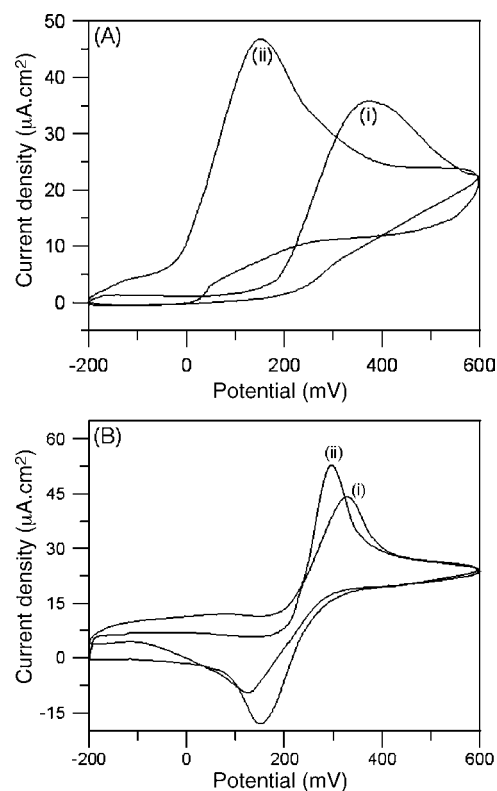 (A)
50
40
30
20
10
0
Current density (μA.cm²)
(ii)
(i)
-200 0 200 400 600
Potential (mV)
(B)
60
45
30
15
0
-15
Current density (μA.cm²)
(ii)
(i)
-200 0 200 400 600
Potential (mV)